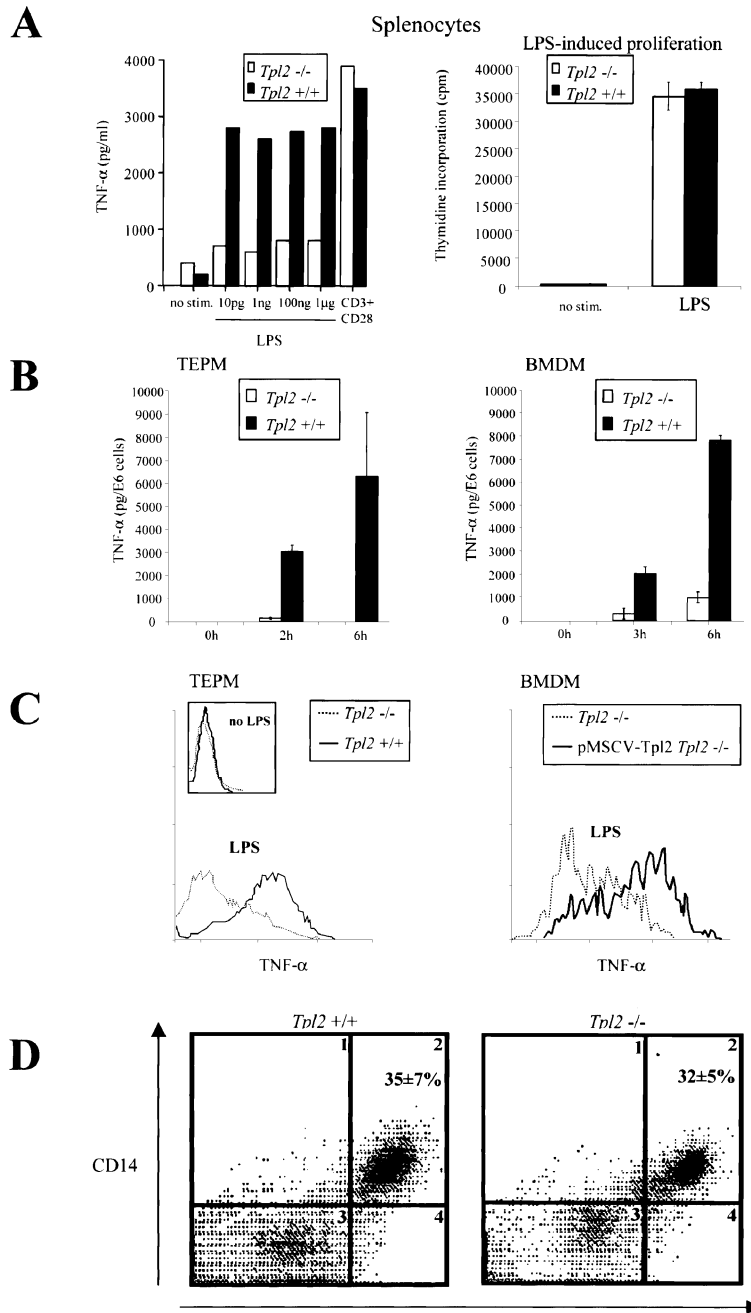 A
Splenocytes
Tpl2 -/-
Tpl2 +/+
TNF-α (pg/ml)
4000
3000
2000
1000
0
no stim.
10pg
1ng
100ng
1µg
CD3+
CD28
LPS
LPS-induced proliferation
Tpl2 -/-
Tpl2 +/+
Thymidine incorporation (cpm)
40000
35000
30000
25000
20000
15000
10000
5000
0
no stim.
LPS
B
TEPM
Tpl2 -/-
Tpl2 +/+
TNF-α (pg/E6 cells)
10000
9000
8000
7000
6000
5000
4000
3000
2000
1000
0
0h
2h
6h
BMDM
Tpl2 -/-
Tpl2 +/+
TNF-α (pg/E6 cells)
10000
9000
8000
7000
6000
5000
4000
3000
2000
1000
0
0h
3h
6h
C
TEPM
no LPS
Tpl2 -/-
Tpl2 +/+
LPS
TNF-α
BMDM
Tpl2 -/-
pMSCV-Tpl2 Tpl2 -/-
LPS
TNF-α
D
Tpl2 +/+
1
2
35±7%
3
4
CD14
Tpl2 -/-
1
2
32±5%
3
4